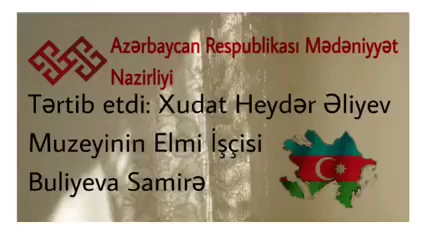 Azərbaycan Respublikası Mədəniyyət
Nazirliyi
Tərtib etdi: Xudat Heydər Əliyev
Muzeyinin Elmi İşçisi
Buliyeva Samirə